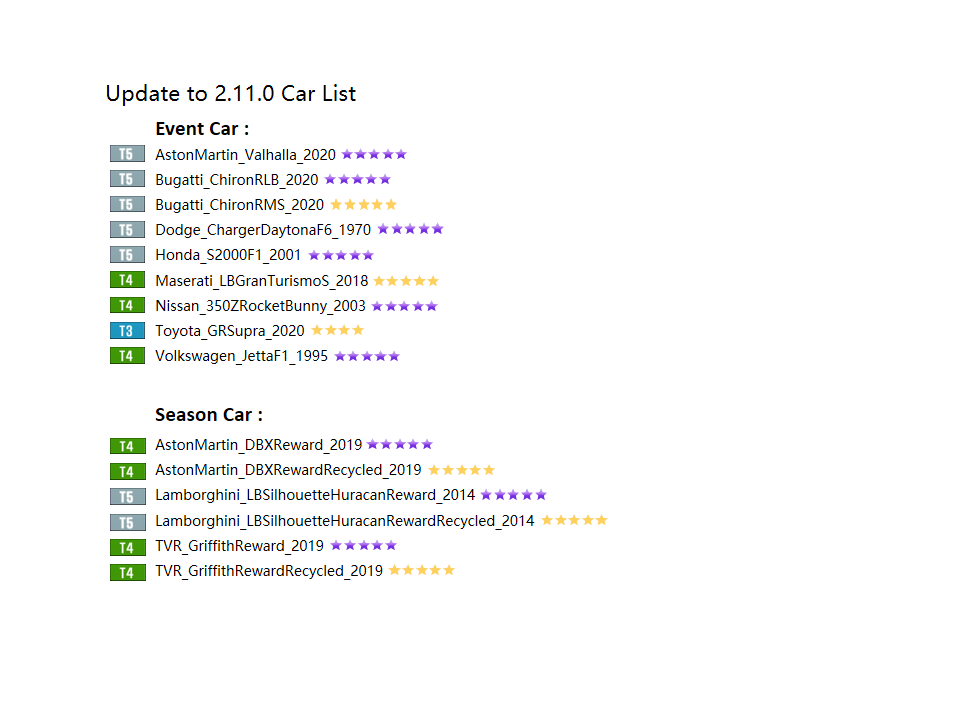 Update to 2.11.0 Car List
Event Car :
T5 AstonMartin_Valhalla_2020
T5 Bugatti_ChironRLB_2020
T5 Bugatti_ChironRMS_2020
T5 Dodge_ChargerDaytonaF6_1970
T5 Honda_S2000F1_2001
T4 Maserati_LBGranTurismoS_2018
T4 Nissan_350ZRocketBunny_2003
T3 Toyota_GRSupra_2020
T4 Volkswagen_JettaF1_1995
Season Car :
T4 AstonMartin_DBXReward_2019
T4 AstonMartin_DBXRewardRecycled_2019
T5 Lamborghini_LBSilhouetteHuracanReward_2014
T5 Lamborghini_LBSilhouetteHuracanRewardRecycled_2014
T4 TVR_GriffithReward_2019
T4 TVR_GriffithRewardRecycled_2019